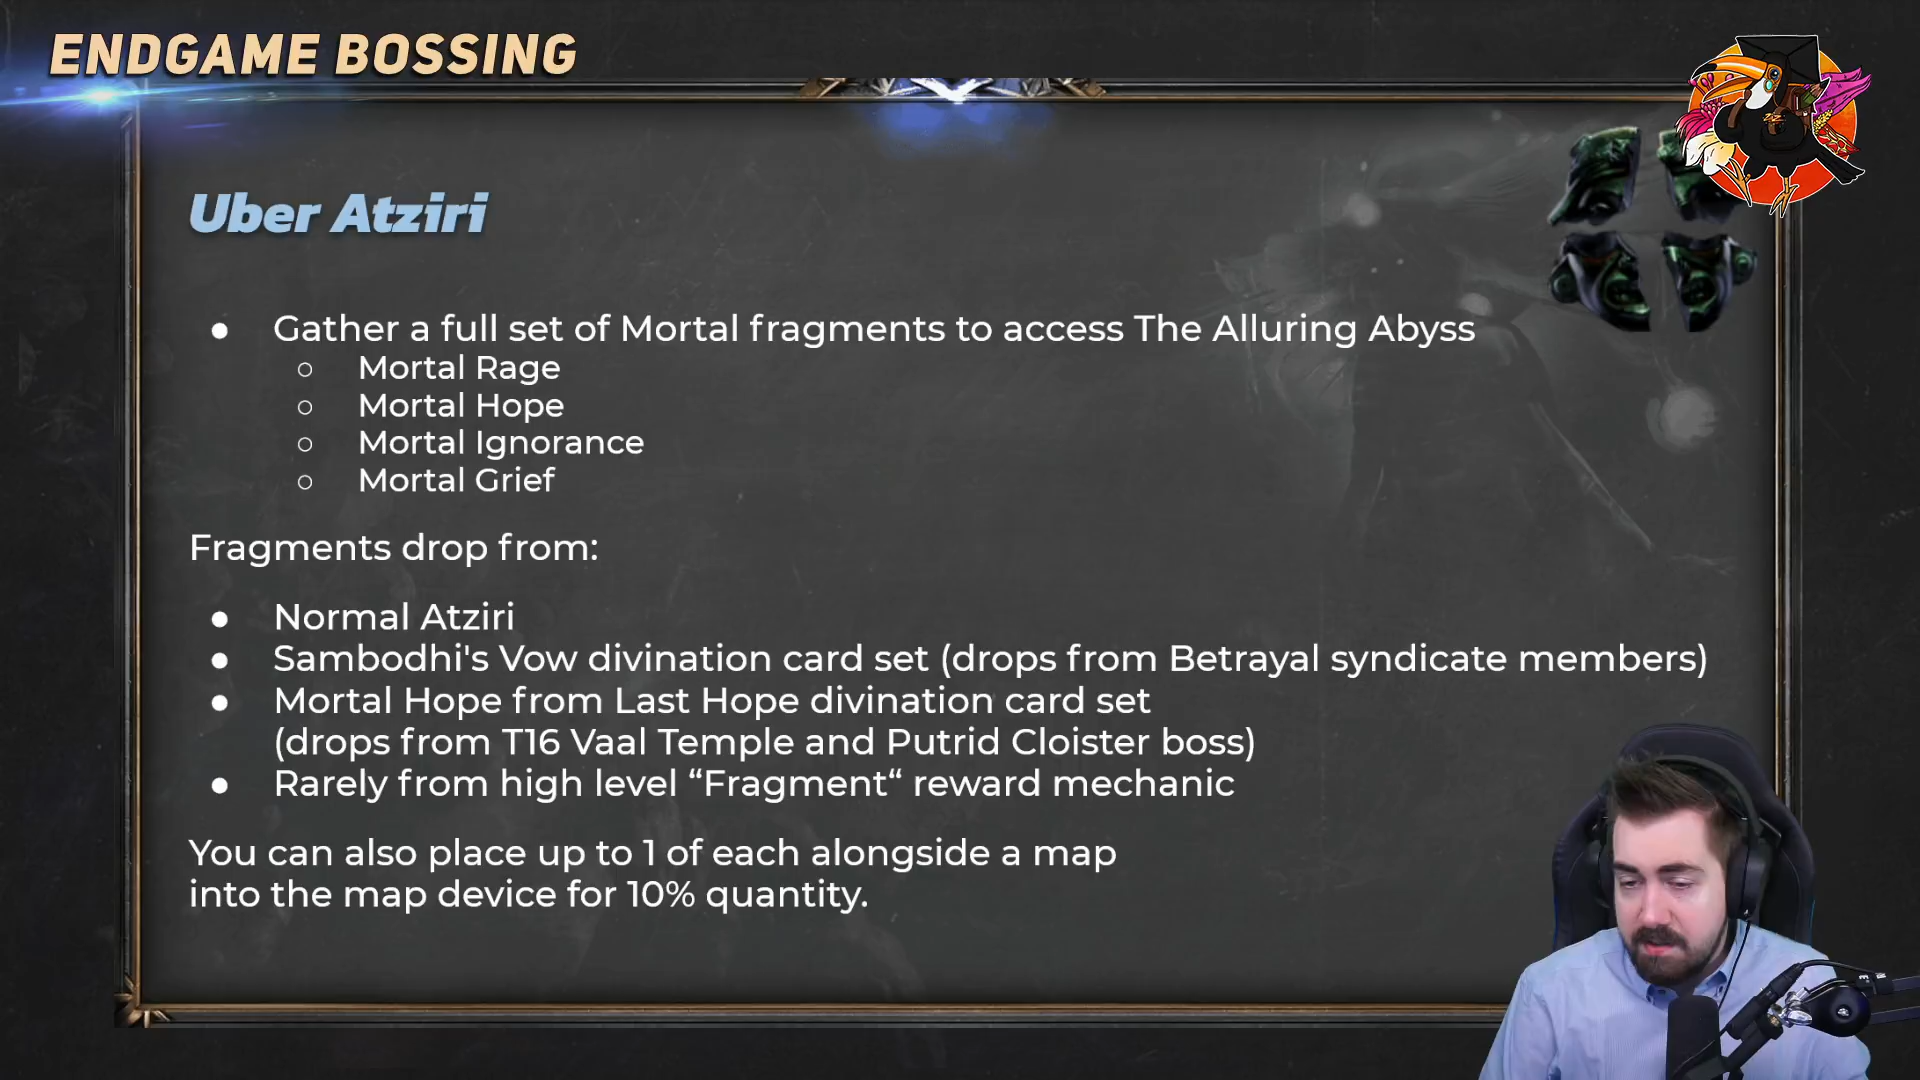 ENDGAME BOSSING
Uber Atziri
● Gather a full set of Mortal fragments to access The Alluring Abyss
○ Mortal Rage
○ Mortal Hope
○ Mortal Ignorance
○ Mortal Grief
Fragments drop from:
● Normal Atziri
● Sambodhi's Vow divination card set (drops from Betrayal syndicate members)
● Mortal Hope from Last Hope divination card set
(drops from T16 Vaal Temple and Putrid Cloister boss)
● Rarely from high level “Fragment“ reward mechanic
You can also place up to 1 of each alongside a map
into the map device for 10% quantity.